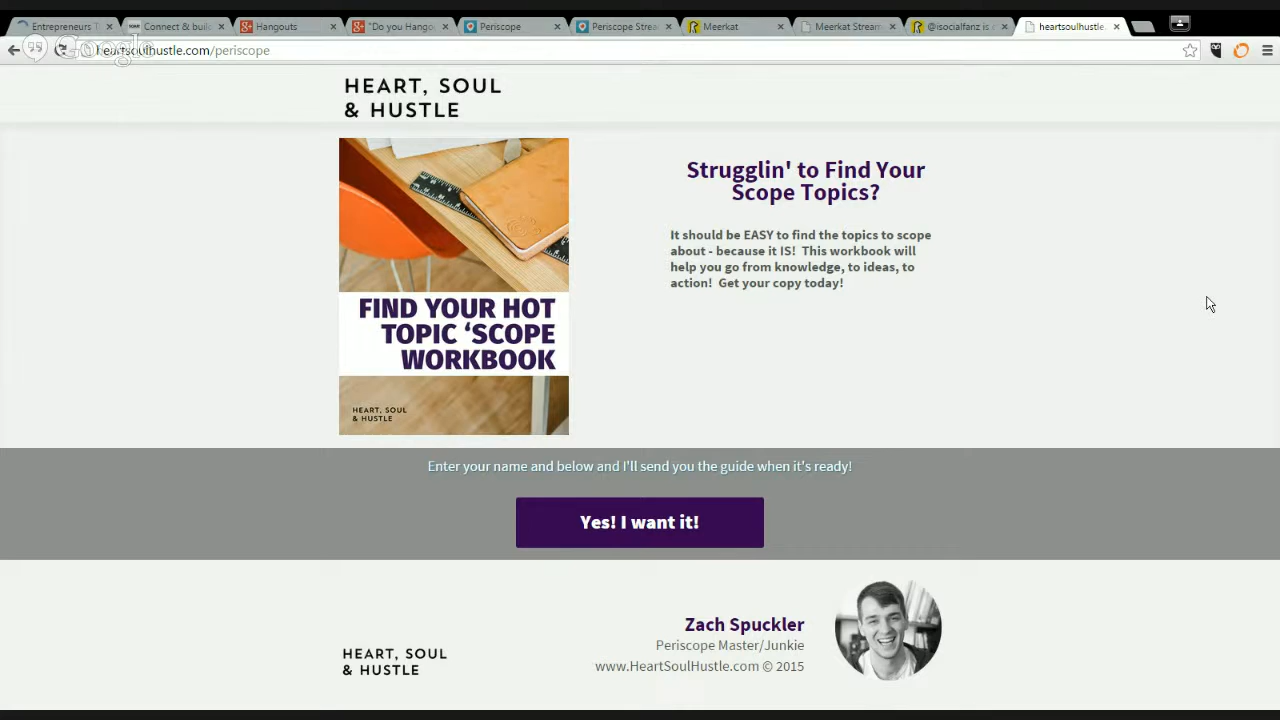 Entrepreneurs T
Connect & buil
Hangouts
"Do you Hango
Periscope
Periscope Strea
Meerkat
Meerkat Stream
@isocialfanz is c
heartsoulhustle.
Google
heartsoulhustle.com/periscope
HEART, SOUL
& HUSTLE
FIND YOUR HOT
TOPIC ‘SCOPE
WORKBOOK
HEART, SOUL
& HUSTLE
Strugglin' to Find Your
Scope Topics?
It should be EASY to find the topics to scope
about - because it IS! This workbook will
help you go from knowledge, to ideas, to
action! Get your copy today!
Enter your name and below and I'll send you the guide when it's ready!
Yes! I want it!
HEART, SOUL
& HUSTLE
Zach Spuckler
Periscope Master/Junkie
www.HeartSoulHustle.com © 2015